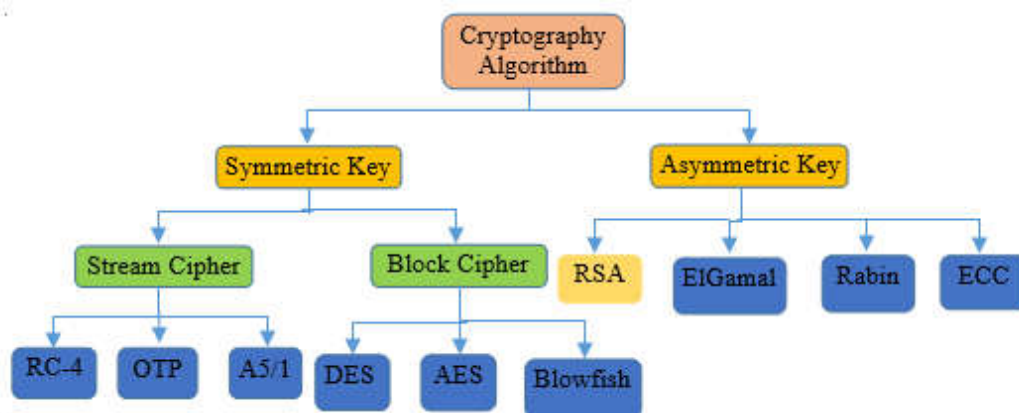 Cryptography
Algorithm
Symmetric Key
Asymmetric Key
Stream Cipher
Block Cipher
RSA
ElGamal
Rabin
ECC
RC-4
OTP
A5/1
DES
AES
Blowfish